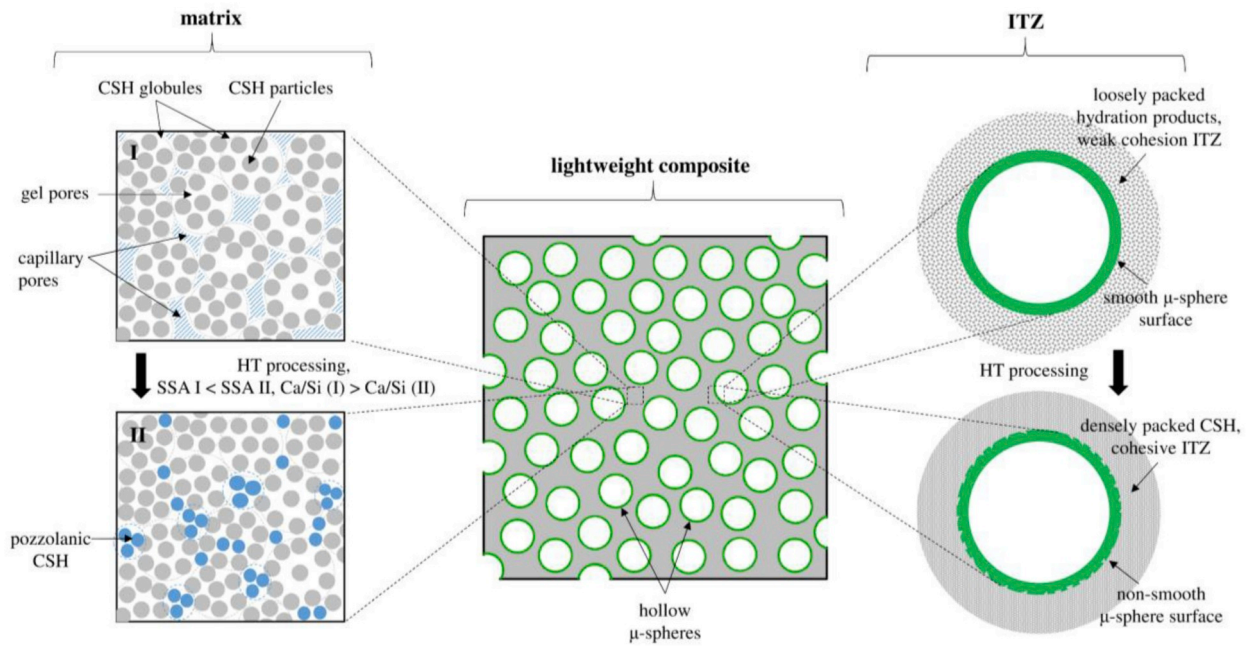 matrix
CSH globules
CSH particles
I
gel pores
capillary
pores
HT processing,
SSA I < SSA II, Ca/Si (I) > Ca/Si (II)
II
pozzolanic
CSH
lightweight composite
hollow
μ-spheres
ITZ
loosely packed
hydration products,
weak cohesion ITZ
smooth μ-sphere
surface
HT processing
densely packed CSH,
cohesive ITZ
non-smooth
μ-sphere surface